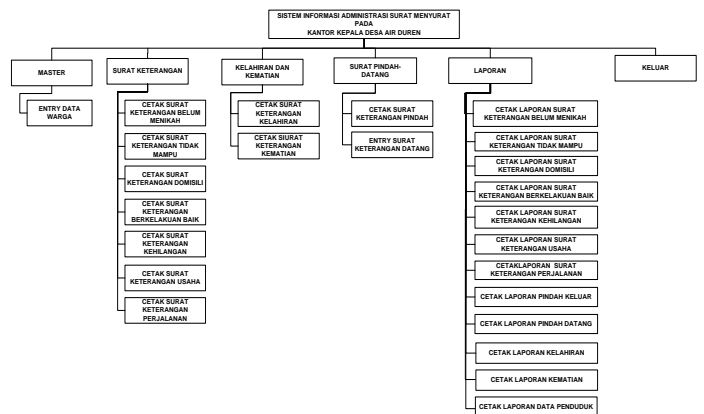 SISTEM INFORMASI ADMINISTRASI SURAT MENYURAT
PADA
KANTOR KEPALA DESA AIR DUREN
MASTER
ENTRY DATA
WARGA
SURAT KETERANGAN
CETAK SURAT
KETERANGAN BELUM
MENIKAH
CETAK SURAT
KETERANGAN TIDAK
MAMPU
CETAK SURAT
KETERANGAN DOMISILI
CETAK SURAT
KETERANGAN
BERKELAKUAN BAIK
CETAK SURAT
KETERANGAN
KEHILANGAN
CETAK SURAT
KETERANGAN USAHA
CETAK SURAT
KETERANGAN
PERJALANAN
KELAHIRAN DAN
KEMATIAN
CETAK SURAT
KETERANGAN
KELAHIRAN
CETAK SIURAT
KETERANGAN
KEMATIAN
SURAT PINDAH-
DATANG
CETAK SURAT
KETERANGAN PINDAH
ENTRY SURAT
KETERANGAN DATANG
LAPORAN
CETAK LAPORAN SURAT
KETERANGAN BELUM MENIKAH
CETAK LAPORAN SURAT
KETERANGAN TIDAK MAMPU
CETAK LAPORAN SURAT
KETERANGAN DOMISILI
CETAK LAPORAN SURAT
KETERANGAN BERKELAKUAN BAIK
CETAK LAPORAN SURAT
KETERANGAN KEHILANGAN
CETAK LAPORAN SURAT
KETERANGAN USAHA
CETAKLAPORAN SURAT
KETERANGAN PERJALANAN
CETAK LAPORAN PINDAH KELUAR
CETAK LAPORAN PINDAH DATANG
CETAK LAPORAN KELAHIRAN
CETAK LAPORAN KEMATIAN
CETAK LAPORAN DATA PENDUDUK
KELUAR